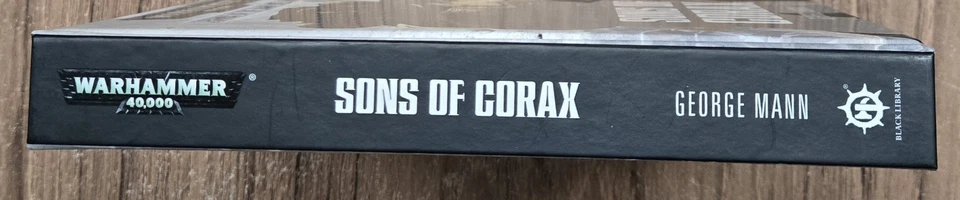 WARHAMMER®
40,000
SONS OF CORAX
GEORGE MANN
BLACK LIBRARY